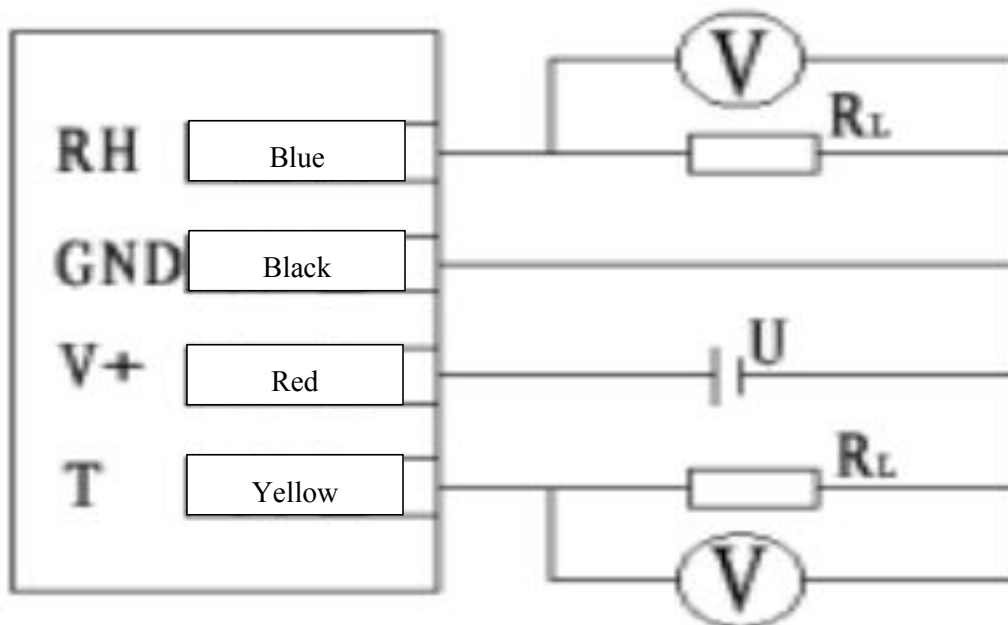 V
RH Blue RL
GND Black
V+ Red U
T Yellow RL
V